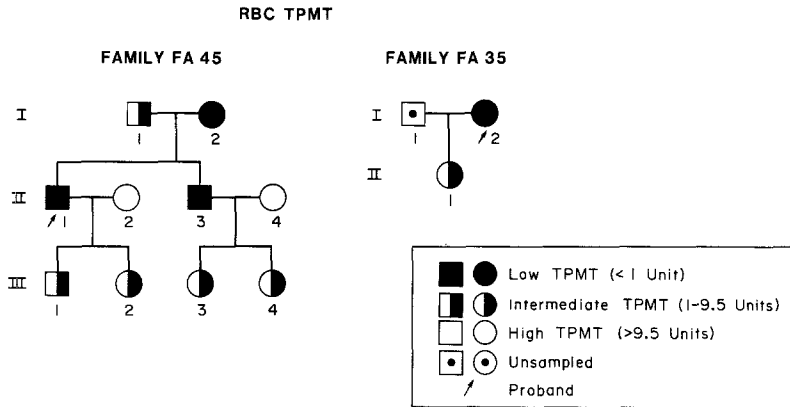 RBC TPMT
FAMILY FA 45
FAMILY FA 35
I
1
2
I
1
2
II
1
2
3
4
II
1
III
1
2
3
4
Low TPMT (< 1 Unit)
Intermediate TPMT (1-9.5 Units)
High TPMT (>9.5 Units)
Unsampled
Proband